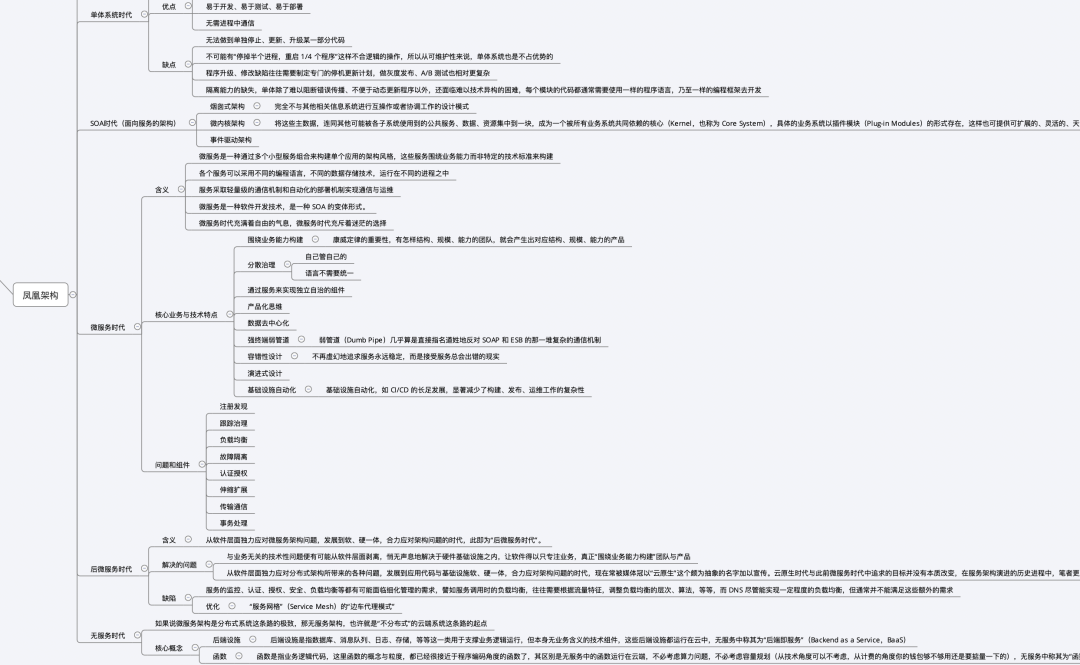 优点
易于开发、易于测试、易于部署
单体系统时代
无需进程中通信
无法做到单独停止、更新、升级某一部分代码
不可能有"停掉半个进程，重启 1/4 个程序"这样不合逻辑的操作，所以从可维护性来说，单体系统也是不占优势的
缺点
程序升级、修改缺陷往往需要制定专门的停机更新计划，做灰度发布、A/B 测试也相对更复杂
隔离能力的缺失，单体除了难以阻断错误传播、不便于动态更新程序以外，还面临难以技术异构的困难，每个模块的代码都通常需要使用一样的程序语言，乃至一样的编程框架去开发
烟囱式架构
完全不与其他相关信息系统进行互操作或者协调工作的设计模式
SOA时代（面向服务的架构）
微内核架构
将这些主数据，连同其他可能被各子系统使用到的公共服务、数据、资源集中到一块，成为一个被所有业务系统共同依赖的核心（Kernel，也称为 Core System），具体的业务系统以插件模块（Plug-in Modules）的形式存在，这样也可提供可扩展的、灵活的、天
事件驱动架构
微服务是一种通过多个小型服务组合来构建单个应用的架构风格，这些服务围绕业务能力而非特定的技术标准来构建
各个服务可以采用不同的编程语言，不同的数据存储技术，运行在不同的进程之中
含义
服务采取轻量级的通信机制和自动化的部署机制实现通信与运维
微服务是一种软件开发技术，是一种 SOA 的变体形式。
微服务时代充满着自由的气息，微服务时代充斥着迷茫的选择
围绕业务能力构建
康威定律的重要性，有怎样结构、规模、能力的团队，就会产生出对应结构、规模、能力的产品
自己管自己的
分散治理
语言不需要统一
通过服务来实现独立自治的组件
凤凰架构
产品化思维
核心业务与技术特点
数据去中心化
微服务时代
强终端弱管道
弱管道（Dumb Pipe）几乎算是直接指名道姓地反对 SOAP 和 ESB 的那一堆复杂的通信机制
容错性设计
不再虚幻地追求服务永远稳定，而是接受服务总会出错的现实
演进式设计
基础设施自动化
基础设施自动化，如 CI/CD 的长足发展，显著减少了构建、发布、运维工作的复杂性
注册发现
跟踪治理
负载均衡
故障隔离
问题和组件
认证授权
伸缩扩展
传输通信
事务处理
含义
从软件层面独力应对微服务架构问题，发展到软、硬一体，合力应对架构问题的时代，此即为"后微服务时代"。
与业务无关的技术性问题便有可能从软件层面剥离，悄无声息地解决于硬件基础设施之内，让软件得以只专注业务，真正"围绕业务能力构建"团队与产品
解决的问题
后微服务时代
从软件层面独力应对分布式架构所带来的各种问题，发展到应用代码与基础设施软、硬一体，合力应对架构问题的时代，现在常被媒体冠以"云原生"这个颇为抽象的名字加以宣传。云原生时代与此前微服务时代中追求的目标并没有本质改变，在服务架构演进的历史进程中，笔者更
服务的监控、认证、授权、安全、负载均衡等都有可能面临细化管理的需求，譬如服务调用时的负载均衡，往往需要根据流量特征，调整负载均衡的层次、算法，等等，而 DNS 尽管能实现一定程度的负载均衡，但通常并不能满足这些额外的需求
缺陷
优化
"服务网格"（Service Mesh）的"边车代理模式"
如果说微服务架构是分布式系统这条路的极致，那无服务架构，也许就是"不分布式"的云端系统这条路的起点
无服务时代
后端设施
后端设施是指数据库、消息队列、日志、存储，等等这一类用于支撑业务逻辑运行，但本身无业务含义的技术组件，这些后端设施都运行在云中，无服务中称其为"后端即服务"（Backend as a Service，BaaS）
核心概念
函数
函数是指业务逻辑代码，这里函数的概念与粒度，都已经很接近于程序编码角度的函数了，其区别是无服务中的函数运行在云端，不必考虑算力问题，不必考虑容量规划（从技术角度可以不考虑，从计费的角度你的钱包够不够用还是要掂量一下的），无服务中称其为"函